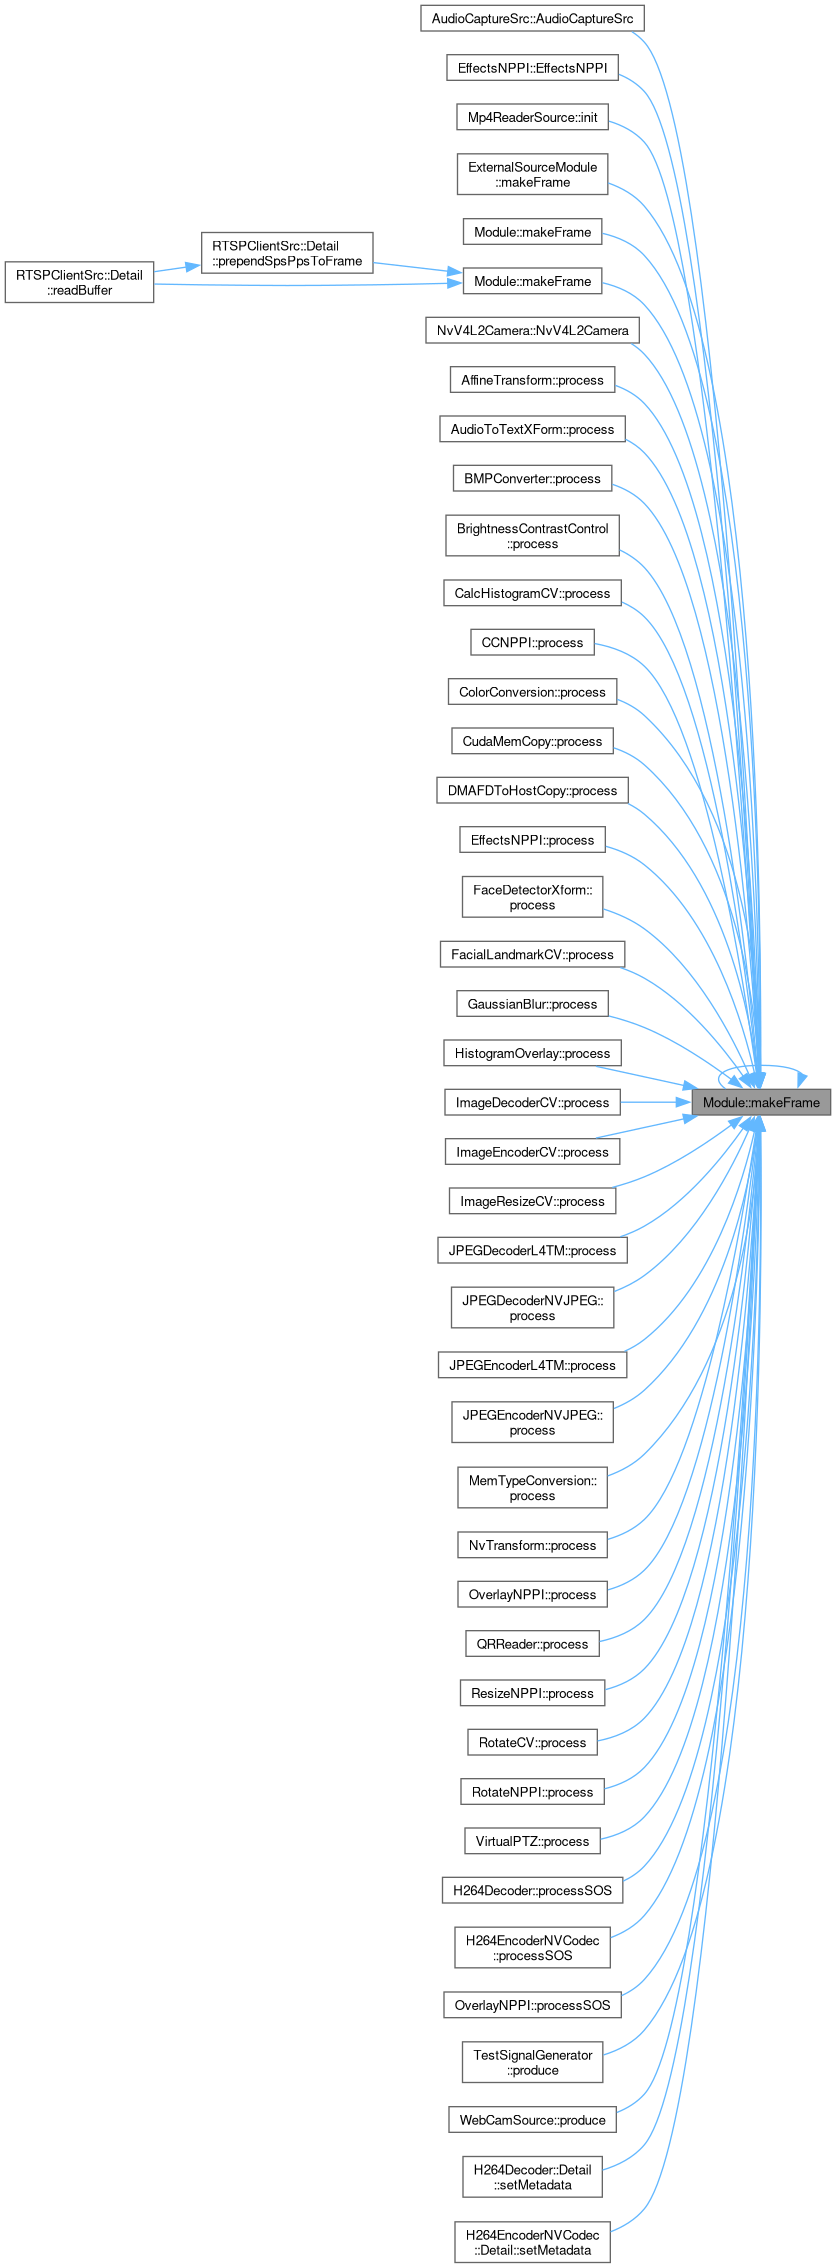 AudioCaptureSrc::AudioCaptureSrc
EffectsNPPI::EffectsNPPI
Mp4ReaderSource::init
ExternalSourceModule
::makeFrame
Module::makeFrame
RTSPClientSrc::Detail
::prependSpsPpsToFrame
RTSPClientSrc::Detail
::readBuffer
Module::makeFrame
NvV4L2Camera::NvV4L2Camera
AffineTransform::process
AudioToTextXForm::process
BMPConverter::process
BrightnessContrastControl
::process
CalcHistogramCV::process
CCNPPI::process
ColorConversion::process
CudaMemCopy::process
DMAFDToHostCopy::process
EffectsNPPI::process
FaceDetectorXform::
process
FacialLandmarkCV::process
GaussianBlur::process
HistogramOverlay::process
ImageDecoderCV::process
Module::makeFrame
ImageEncoderCV::process
ImageResizeCV::process
JPEGDecoderL4TM::process
JPEGDecoderNVJPEG::
process
JPEGEncoderL4TM::process
JPEGEncoderNVJPEG::
process
MemTypeConversion::
process
NvTransform::process
OverlayNPPI::process
QRReader::process
ResizeNPPI::process
RotateCV::process
RotateNPPI::process
VirtualPTZ::process
H264Decoder::processSOS
H264EncoderNVCodec
::processSOS
OverlayNPPI::processSOS
TestSignalGenerator
::produce
WebCamSource::produce
H264Decoder::Detail
::setMetadata
H264EncoderNVCodec
::Detail::setMetadata